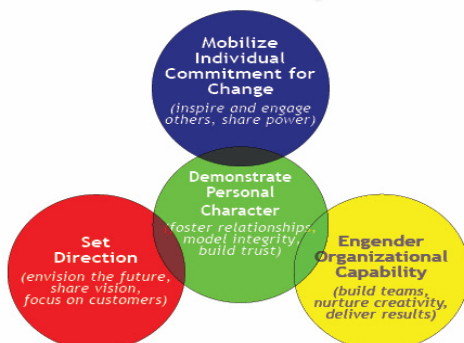 Mobilize
Individual
Commitment for
Change
(inspire and engage
others, share power)
Demonstrate
Personal
Character
(foster relationships,
model integrity,
build trust)
Set
Direction
(envision the future,
share vision,
focus on customers)
Engender
Organizational
Capability
(build teams,
nurture creativity,
deliver results)